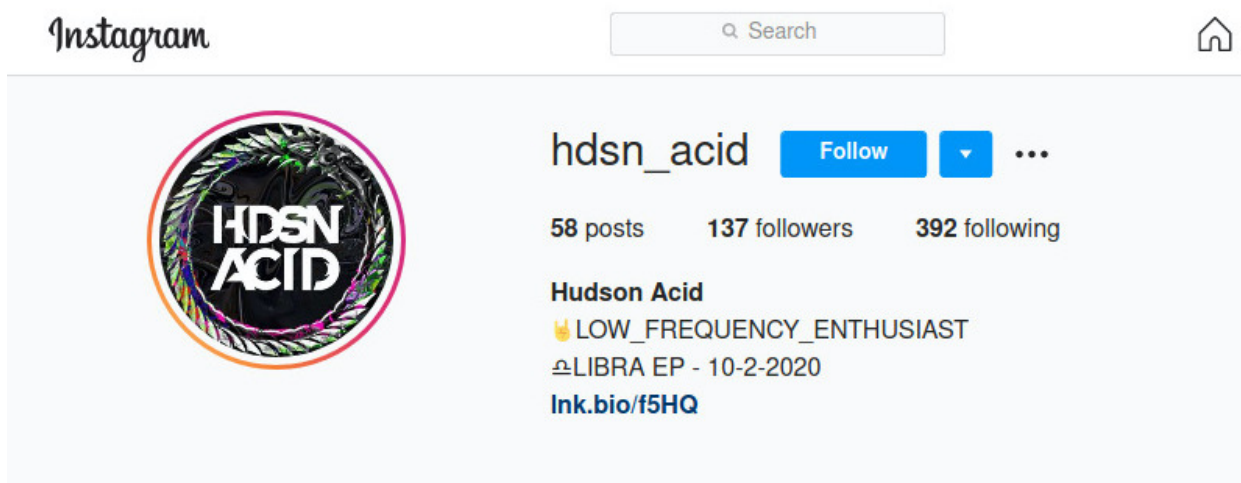 Instagram
Search
HDSN
ACID
hdsn_acid Follow
58 posts 137 followers 392 following
Hudson Acid
🤘LOW_FREQUENCY_ENTHUSIAST
♎︎LIBRA EP - 10-2-2020
lnk.bio/f5HQ